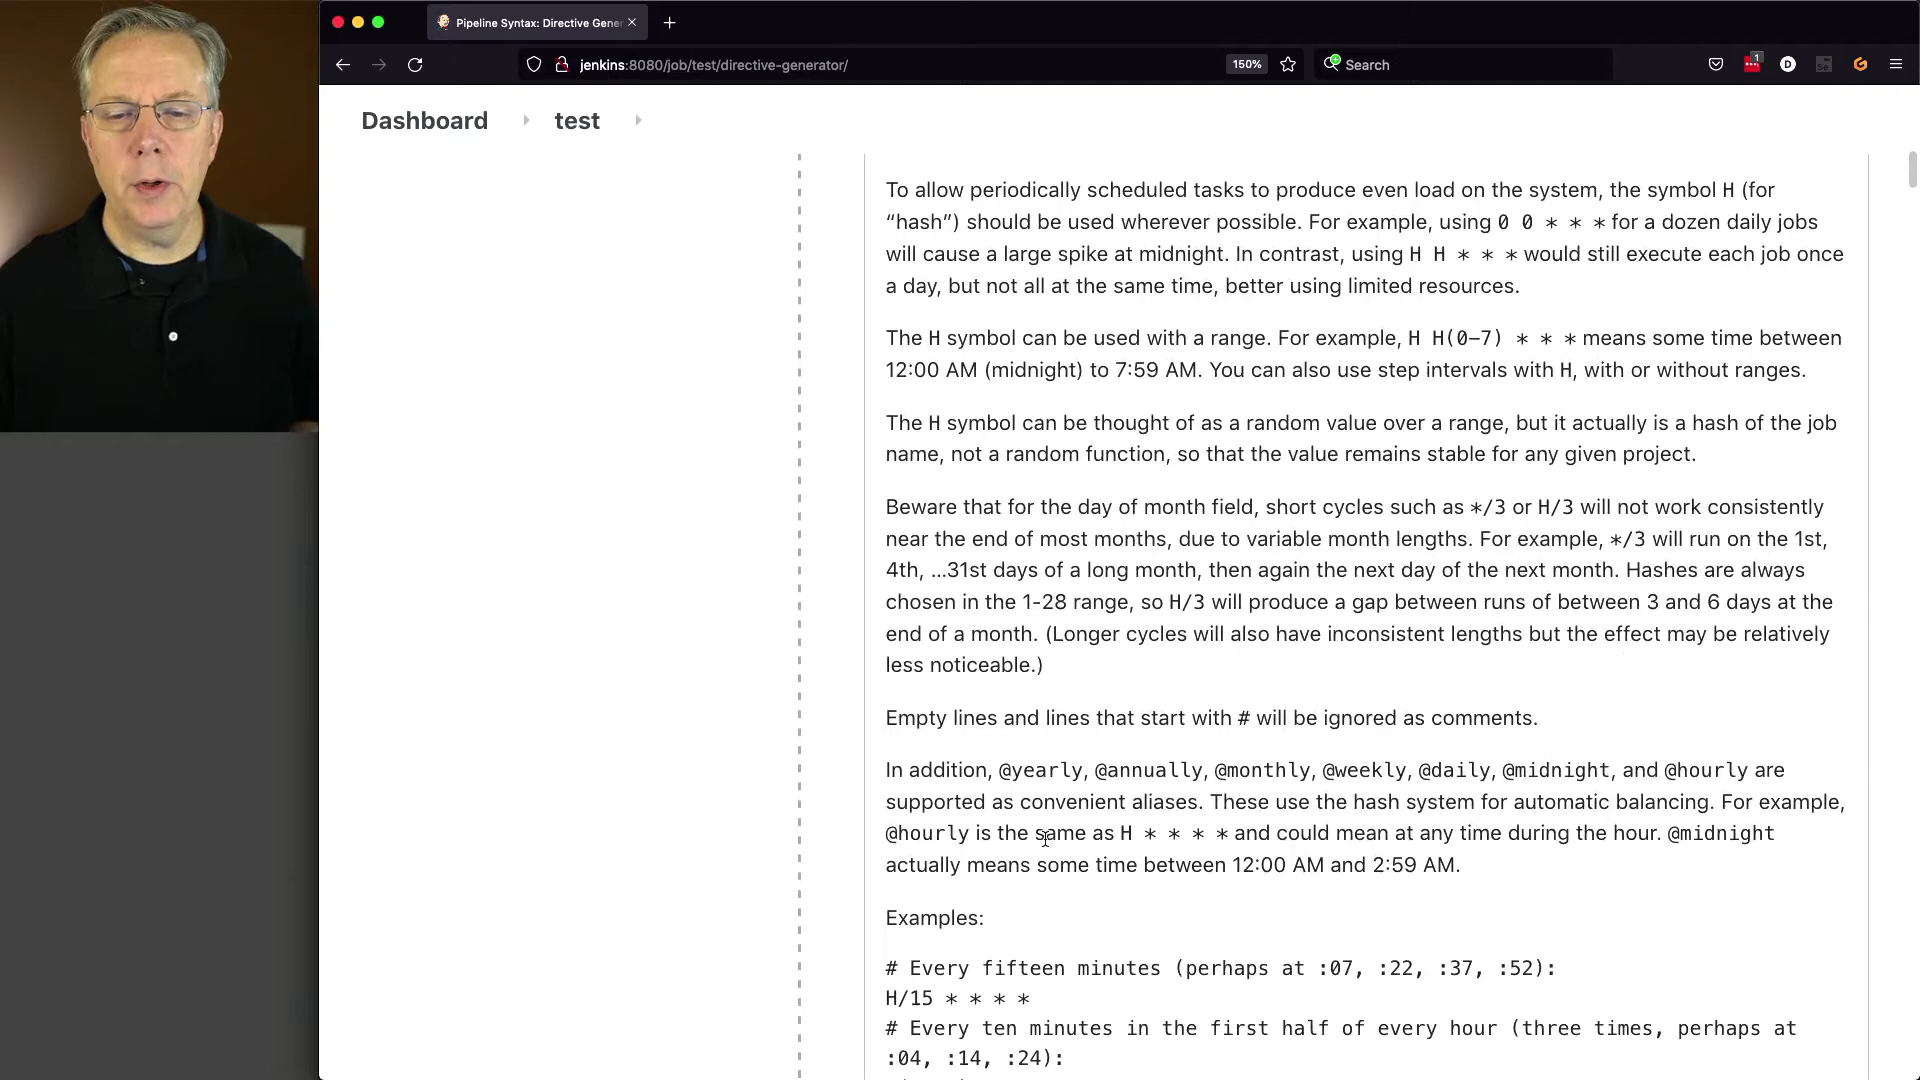 Pipeline Syntax: Directive Gener
jenkins:8080/job/test/directive-generator/
150%
Search
1
D
Dashboard
test
To allow periodically scheduled tasks to produce even load on the system, the symbol H (for
“hash”) should be used wherever possible. For example, using 0 0 * * * for a dozen daily jobs
will cause a large spike at midnight. In contrast, using H H * * * would still execute each job once
a day, but not all at the same time, better using limited resources.
The H symbol can be used with a range. For example, H H(0-7) * * * means some time between
12:00 AM (midnight) to 7:59 AM. You can also use step intervals with H, with or without ranges.
The H symbol can be thought of as a random value over a range, but it actually is a hash of the job
name, not a random function, so that the value remains stable for any given project.
Beware that for the day of month field, short cycles such as */3 or H/3 will not work consistently
near the end of most months, due to variable month lengths. For example, */3 will run on the 1st,
4th, …31st days of a long month, then again the next day of the next month. Hashes are always
chosen in the 1-28 range, so H/3 will produce a gap between runs of between 3 and 6 days at the
end of a month. (Longer cycles will also have inconsistent lengths but the effect may be relatively
less noticeable.)
Empty lines and lines that start with # will be ignored as comments.
In addition, @yearly, @annually, @monthly, @weekly, @daily, @midnight, and @hourly are
supported as convenient aliases. These use the hash system for automatic balancing. For example,
@hourly is the same as H * * * * and could mean at any time during the hour. @midnight
actually means some time between 12:00 AM and 2:59 AM.
Examples:
# Every fifteen minutes (perhaps at :07, :22, :37, :52):
H/15 * * * *
# Every ten minutes in the first half of every hour (three times, perhaps at
:04, :14, :24):